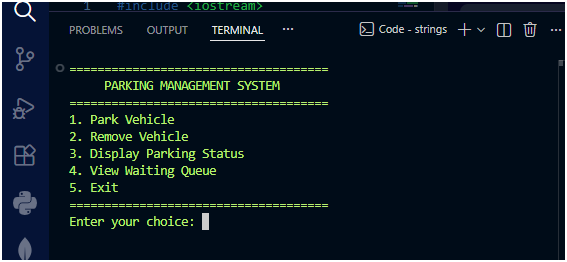 1 #include <iostream>
PROBLEMS OUTPUT TERMINAL ... Code - strings
=====================================
PARKING MANAGEMENT SYSTEM
=====================================
1. Park Vehicle
2. Remove Vehicle
3. Display Parking Status
4. View Waiting Queue
5. Exit
=====================================
Enter your choice: